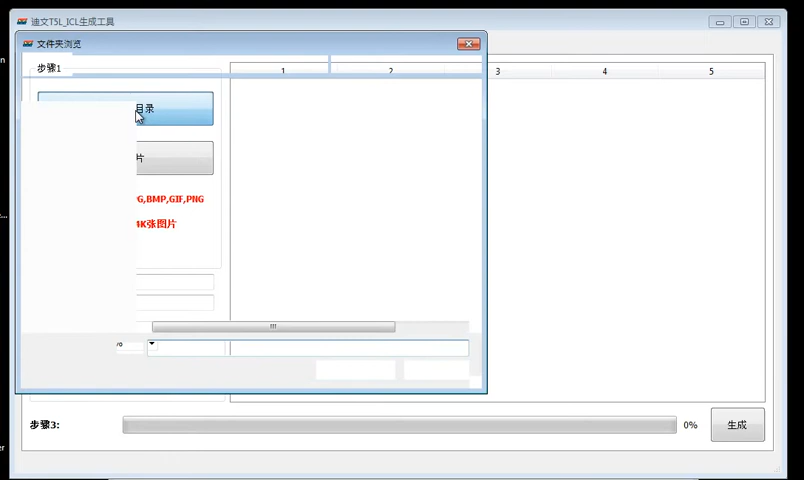 迪文T5L_ICL生成工具
文件夹浏览
步骤1
1 2 3 4 5
目录
片
G,BMP,GIF,PNG
4K张图片
步骤3:
0%
生成